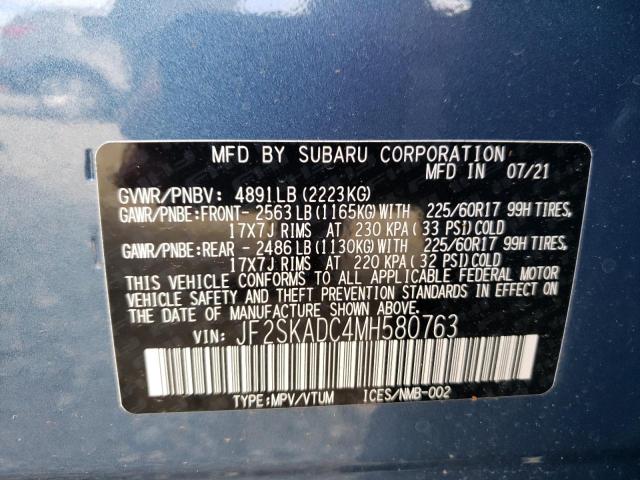 MFD BY SUBARU CORPORATION
MFD IN 07/21
GVWR/PNBV: 4891LB (2223KG)
GAWR/PNBE:FRONT- 2563LB (1165KG)WITH 225/60R17 99H TIRES,
17X7J RIMS AT 230 KPA (33 PSI)COLD
GAWR/PNBE:REAR - 2486LB (1130KG)WITH 225/60R17 99H TIRES,
17X7J RIMS AT 220 KPA (32 PSI)COLD
THIS VEHICLE CONFORMS TO ALL APPLICABLE FEDERAL MOTOR
VEHICLE SAFETY AND THEFT PREVENTION STANDARDS IN EFFECT
ON THE DATE OF MANUFACTURE SHOWN ABOVE.
VIN: JF2SKADC4MH580763
TYPE:MPV/VTUM ICES/NMB-002